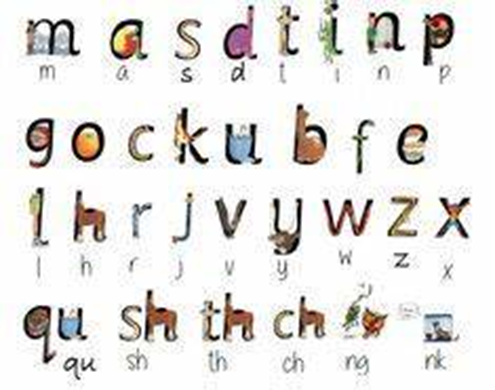 m a s d t i n p
m a s d t i n p
g o c k u b f e
l h r j v y w z x
l h r j v y w z x
qu sh th ch
qu sh th ch ng nk